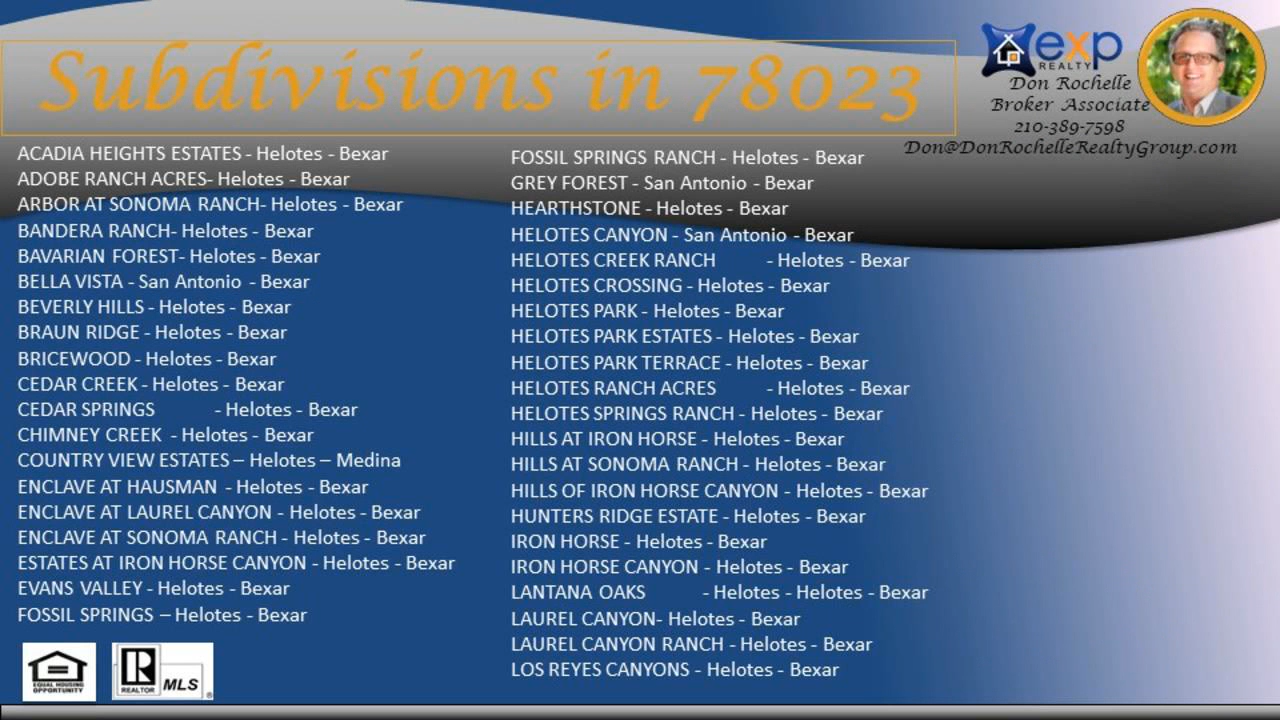 Subdivisions in 78023
exp
REALTY
Don Rochelle
Broker Associate
210-389-7598
Don@DonRochelleRealtyGroup.com
ACADIA HEIGHTS ESTATES - Helotes - Bexar
ADOBE RANCH ACRES- Helotes - Bexar
ARBOR AT SONOMA RANCH- Helotes - Bexar
BANDERA RANCH- Helotes - Bexar
BAVARIAN FOREST- Helotes - Bexar
BELLA VISTA - San Antonio - Bexar
BEVERLY HILLS - Helotes - Bexar
BRAUN RIDGE - Helotes - Bexar
BRICEWOOD - Helotes - Bexar
CEDAR CREEK - Helotes - Bexar
CEDAR SPRINGS - Helotes - Bexar
CHIMNEY CREEK - Helotes - Bexar
COUNTRY VIEW ESTATES – Helotes – Medina
ENCLAVE AT HAUSMAN - Helotes - Bexar
ENCLAVE AT LAUREL CANYON - Helotes - Bexar
ENCLAVE AT SONOMA RANCH - Helotes - Bexar
ESTATES AT IRON HORSE CANYON - Helotes - Bexar
EVANS VALLEY - Helotes - Bexar
FOSSIL SPRINGS – Helotes - Bexar
FOSSIL SPRINGS RANCH - Helotes - Bexar
GREY FOREST - San Antonio - Bexar
HEARTHSTONE - Helotes - Bexar
HELOTES CANYON - San Antonio - Bexar
HELOTES CREEK RANCH - Helotes - Bexar
HELOTES CROSSING - Helotes - Bexar
HELOTES PARK - Helotes - Bexar
HELOTES PARK ESTATES - Helotes - Bexar
HELOTES PARK TERRACE - Helotes - Bexar
HELOTES RANCH ACRES - Helotes - Bexar
HELOTES SPRINGS RANCH - Helotes - Bexar
HILLS AT IRON HORSE - Helotes - Bexar
HILLS AT SONOMA RANCH - Helotes - Bexar
HILLS OF IRON HORSE CANYON - Helotes - Bexar
HUNTERS RIDGE ESTATE - Helotes - Bexar
IRON HORSE - Helotes - Bexar
IRON HORSE CANYON - Helotes - Bexar
LANTANA OAKS - Helotes - Helotes - Bexar
LAUREL CANYON- Helotes - Bexar
LAUREL CANYON RANCH - Helotes - Bexar
LOS REYES CANYONS - Helotes - Bexar
EQUAL HOUSING
OPPORTUNITY
R
REALTOR
MLS
®